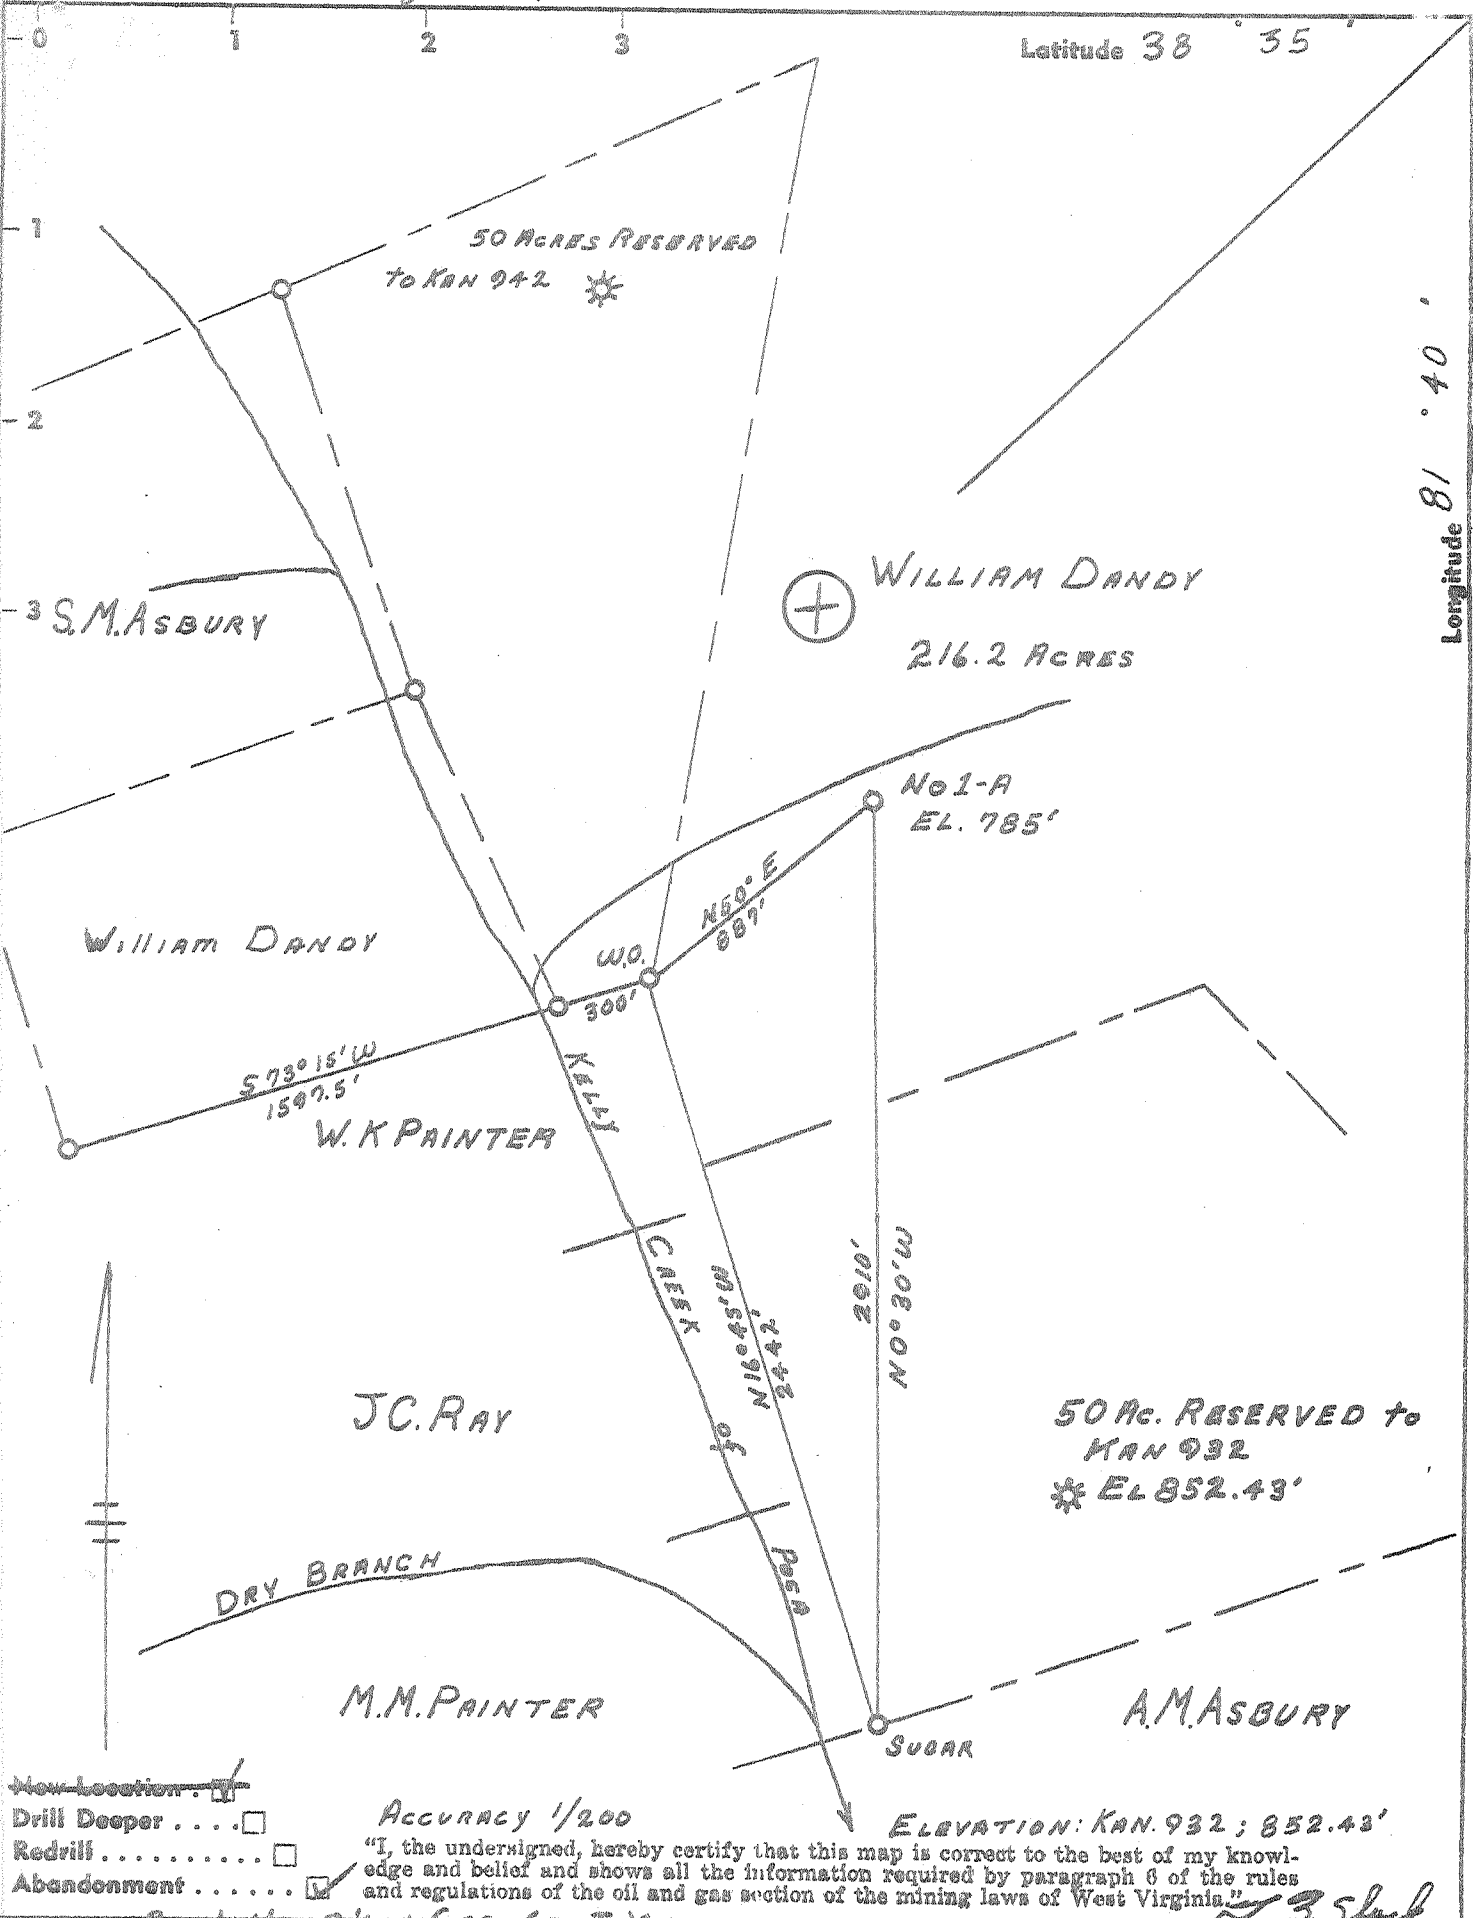 0 1 2 3
Latitude 38 ° 35 '
Longitude 81 ° 40 '
1
2
3
50 ACRES RESERVED
TO KAN 942
S.M. ASBURY
WILLIAM DANDY
216.2 ACRES
No 1-A
EL. 785'
N50° E
887'
WILLIAM DANDY
W.O.
300'
S 73° 15' W
1597.5'
W. K PAINTER
KELLY
CREEK
of
POCA
N16°45'W
2442'
2910'
N0°30'W
J.C. RAY
50 AC. RESERVED to
KAN 932
EL 852.43'
DRY BRANCH
M.M. PAINTER
A.M. ASBURY
SUGAR
New Location .
Drill Deeper ....
Redrill ..........
Abandonment ......
ACCURACY 1/200
ELEVATION: KAN. 932 ; 852.43'
"I, the undersigned, hereby certify that this map is correct to the best of my knowl-
edge and belief and shows all the information required by paragraph 6 of the rules
and regulations of the oil and gas section of the mining laws of West Virginia."